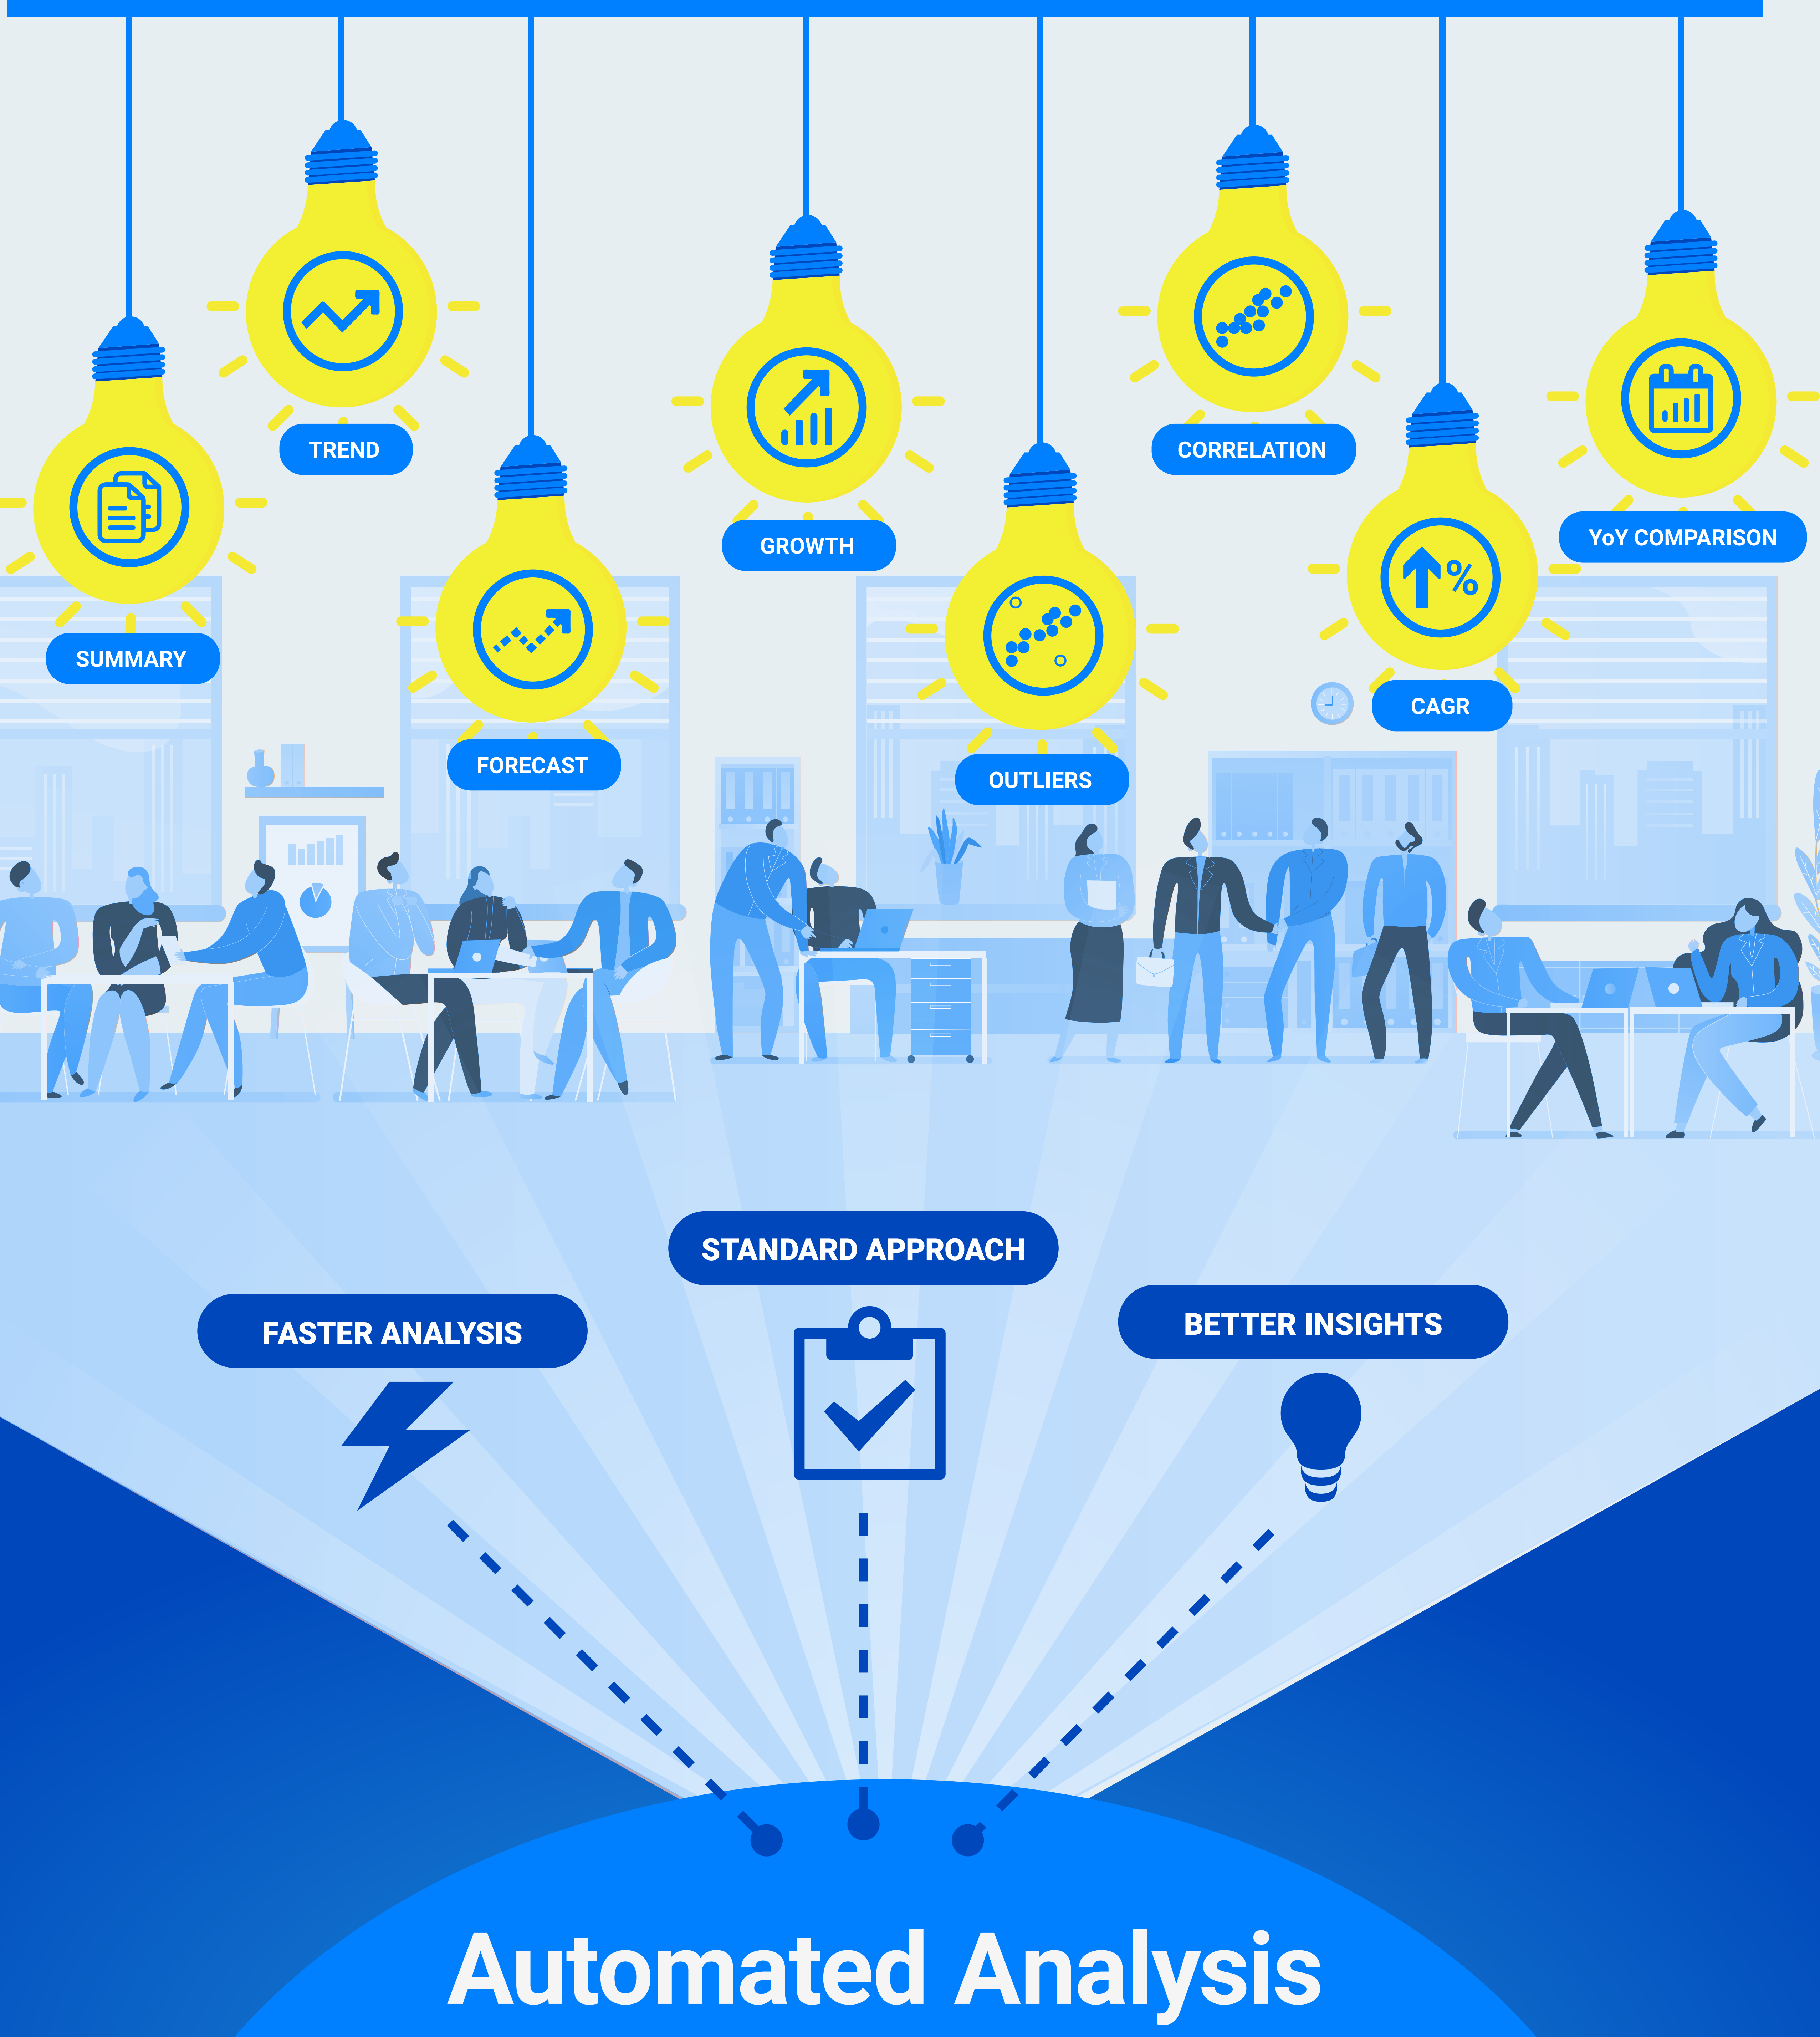 TREND
CORRELATION
YoY COMPARISON
GROWTH
%
SUMMARY
CAGR
FORECAST
OUTLIERS
STANDARD APPROACH
BETTER INSIGHTS
FASTER ANALYSIS
Automated Analysis